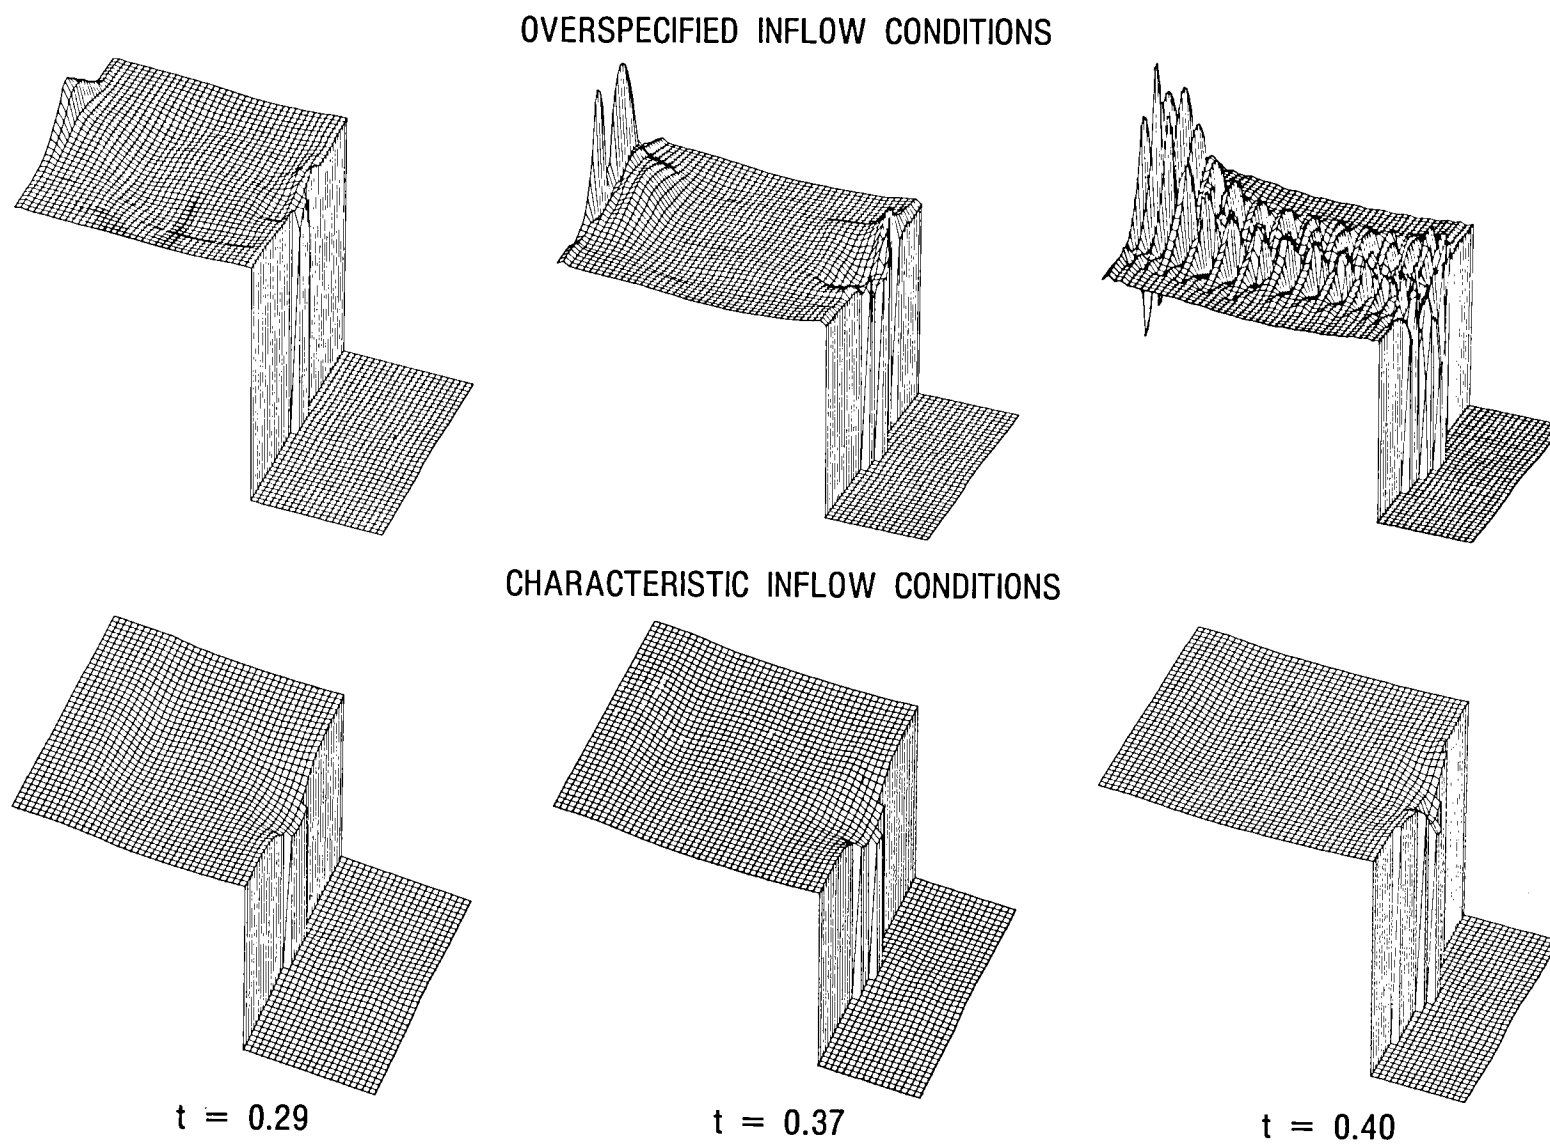 OVERSPECIFIED INFLOW CONDITIONS
CHARACTERISTIC INFLOW CONDITIONS
t = 0.29
t = 0.37
t = 0.40